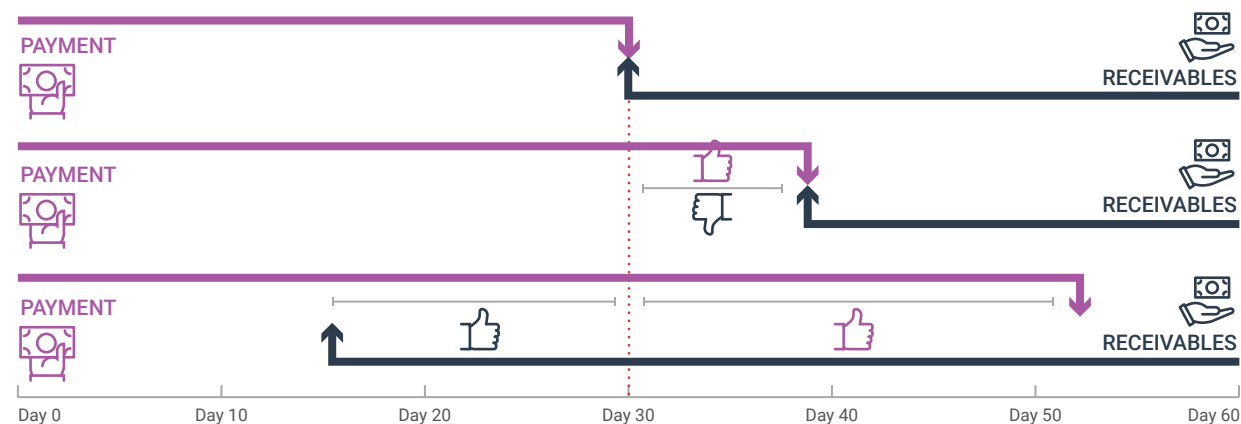 PAYMENT
RECEIVABLES
PAYMENT
RECEIVABLES
PAYMENT
RECEIVABLES
Day 0 Day 10 Day 20 Day 30 Day 40 Day 50 Day 60